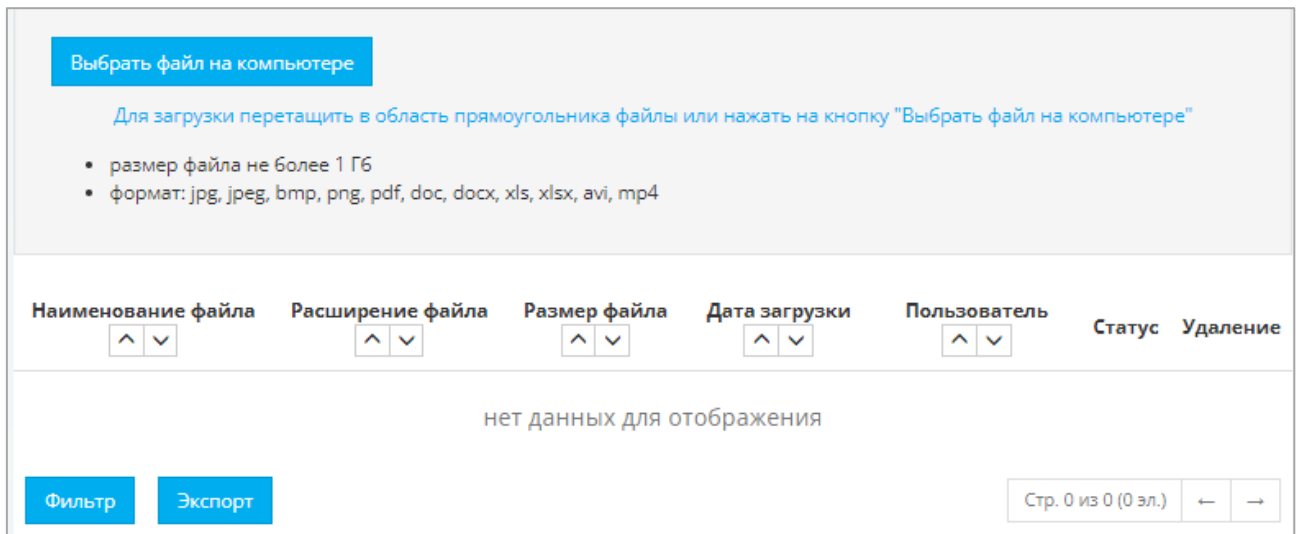 Выбрать файл на компьютере
Для загрузки перетащить в область прямоугольника файлы или нажать на кнопку "Выбрать файл на компьютере"
• размер файла не более 1 Гб
• формат: jpg, jpeg, bmp, png, pdf, doc, docx, xls, xlsx, avi, mp4
Наименование файла Расширение файла Размер файла Дата загрузки Пользователь Статус Удаление
нет данных для отображения
Фильтр Экспорт Стр. 0 из 0 (0 эл.) ← →